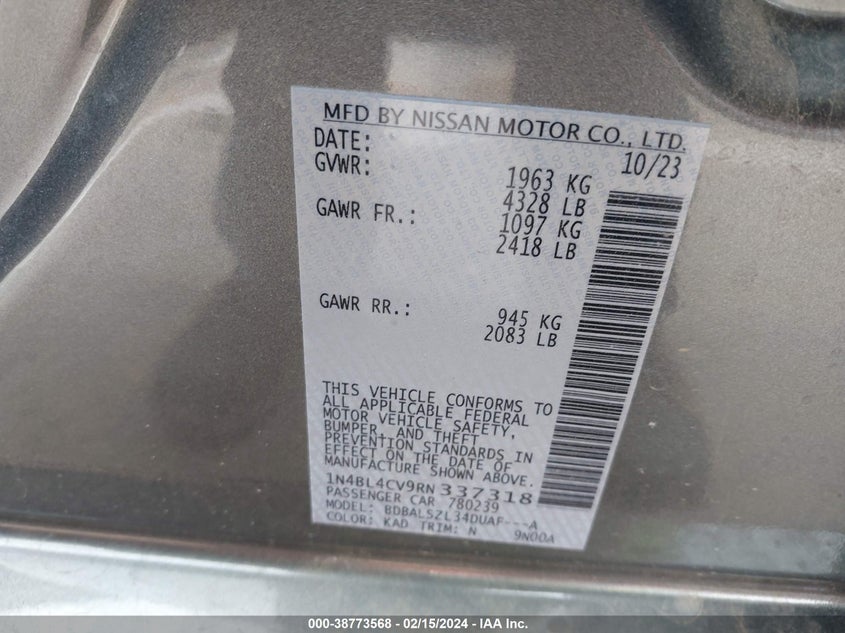 MFD BY NISSAN MOTOR CO., LTD.
DATE: 10/23
GVWR: 1963 KG
4328 LB
GAWR FR.: 1097 KG
2418 LB
GAWR RR.: 945 KG
2083 LB
THIS VEHICLE CONFORMS TO
ALL APPLICABLE FEDERAL
MOTOR VEHICLE SAFETY,
BUMPER, AND THEFT
PREVENTION STANDARDS IN
EFFECT ON THE DATE OF
MANUFACTURE SHOWN ABOVE.
1N4BL4CV9RN337318
PASSENGER CAR 780239
MODEL: BDBALSZL34DUAF---A
COLOR: KAD TRIM: N 9N00A
000-38773568 - 02/15/2024 - IAA Inc.